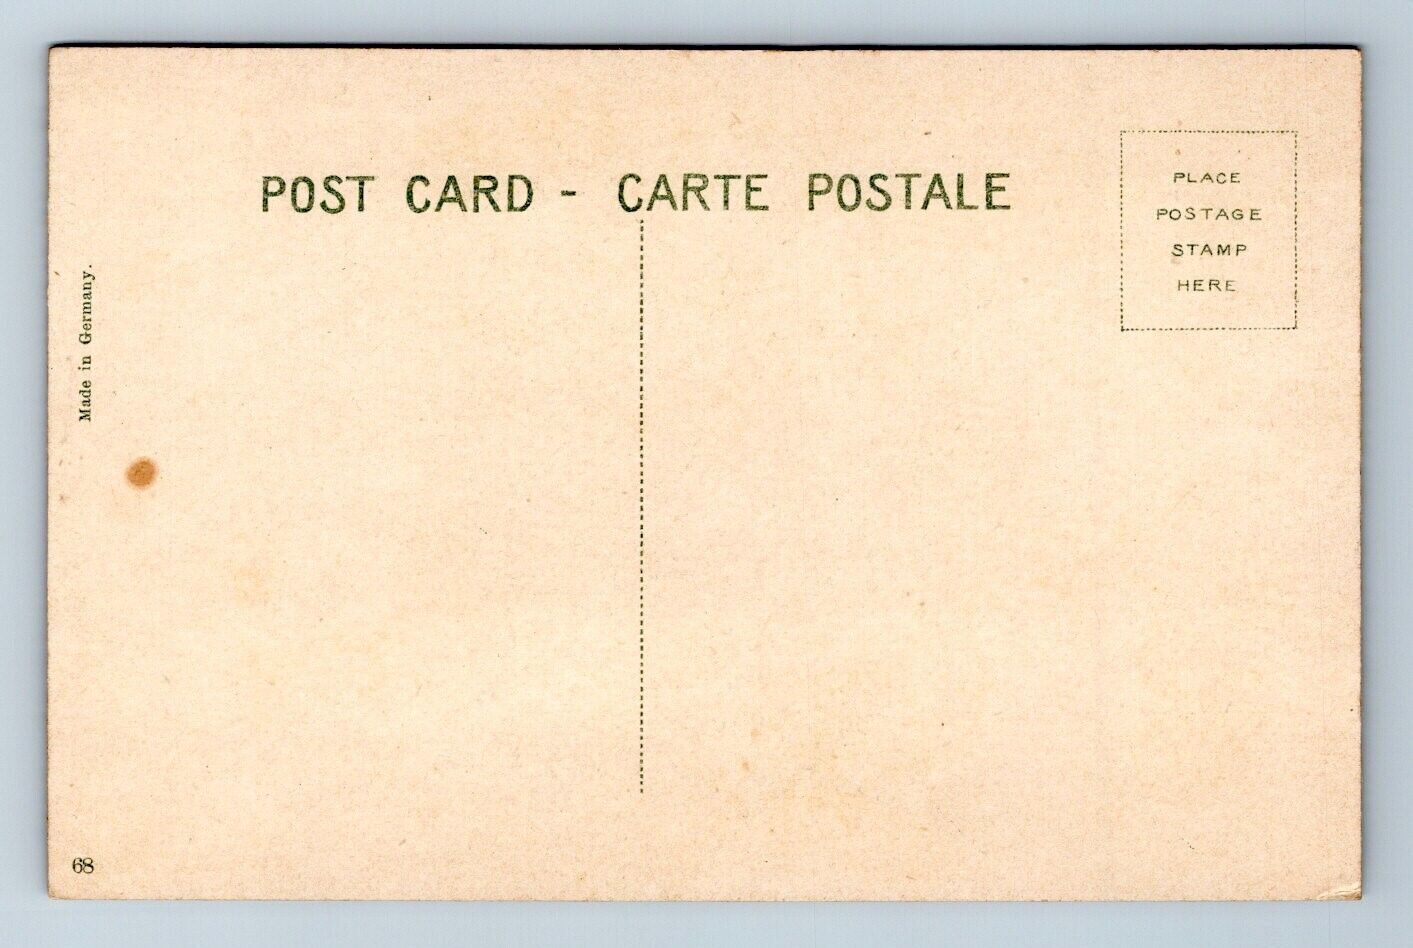 POST CARD - CARTE POSTALE
PLACE
POSTAGE
STAMP
HERE
Made in Germany.
68